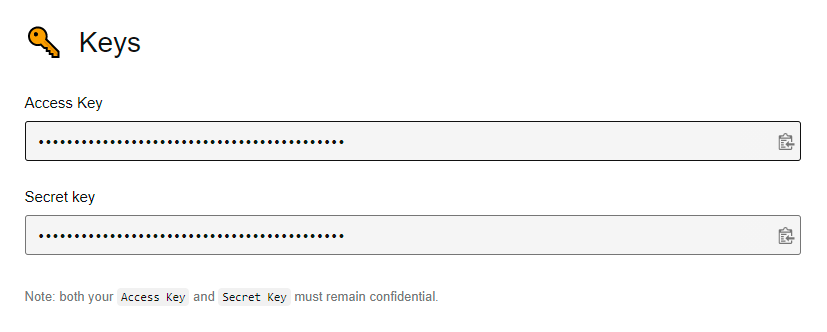 Keys
Access Key
•••••••••••••••••••••••••••••••••••••••••••
Secret key
•••••••••••••••••••••••••••••••••••••••••••
Note: both your Access Key and Secret Key must remain confidential.